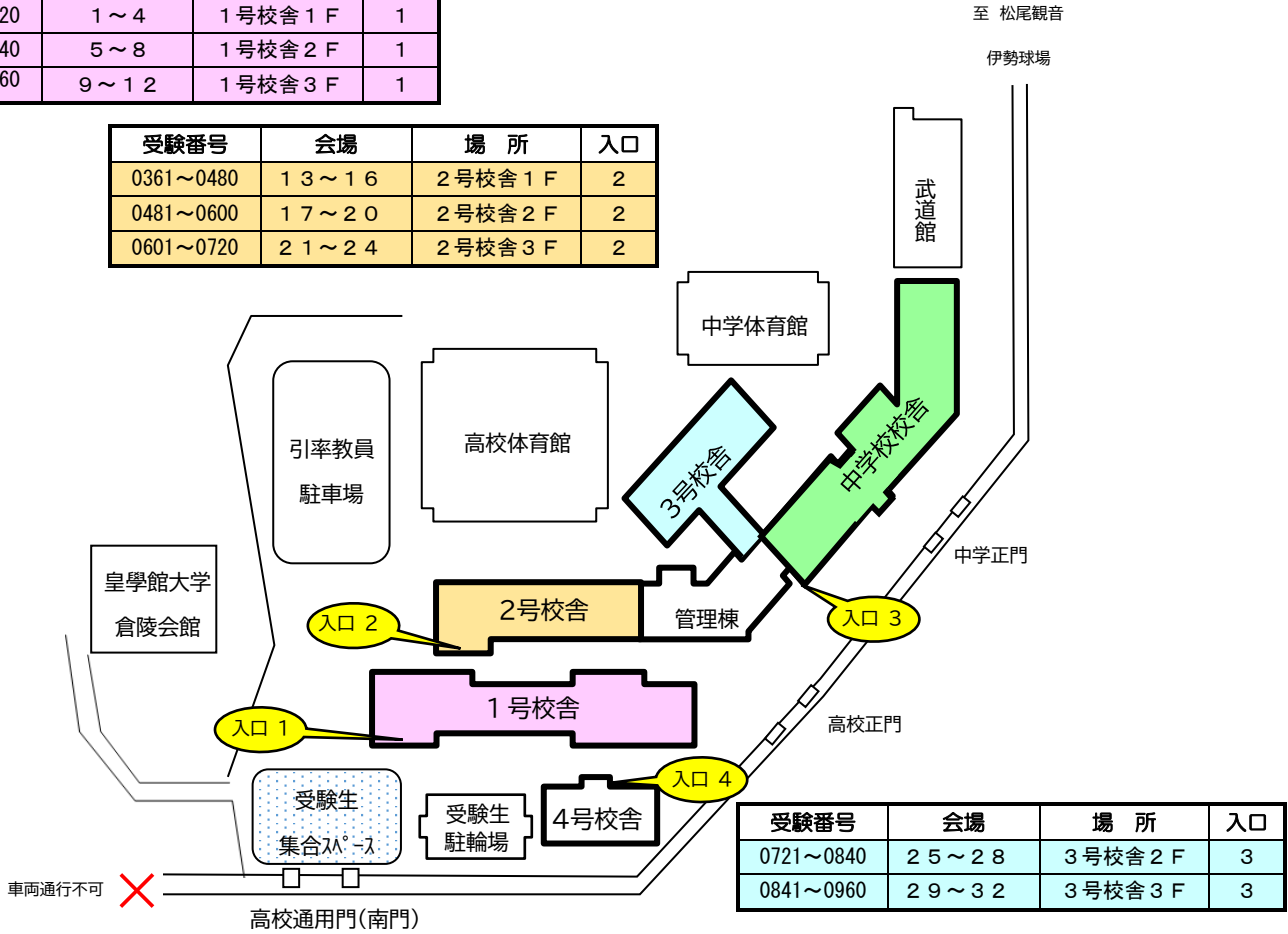 20 １～４ １号校舎１Ｆ １
40 ５～８ １号校舎２Ｆ １
60 ９～１２ １号校舎３Ｆ １
至 松尾観音
伊勢球場
受験番号 会場 場　所 入口
0361～0480 １３～１６ ２号校舎１Ｆ ２
0481～0600 １７～２０ ２号校舎２Ｆ ２
0601～0720 ２１～２４ ２号校舎３Ｆ ２
武道館
中学体育館
引率教員
駐車場
高校体育館
3号校舎
中学校校舎
中学正門
皇學館大学
倉陵会館
入口 2
2号校舎
管理棟
入口 3
入口 1
１号校舎
高校正門
受験生
集合ｽﾍﾟｰｽ
受験生
駐輪場
4号校舎
入口 4
受験番号 会場 場　所 入口
0721～0840 ２５～２８ ３号校舎２Ｆ ３
0841～0960 ２９～３２ ３号校舎３Ｆ ３
車両通行不可
高校通用門(南門)